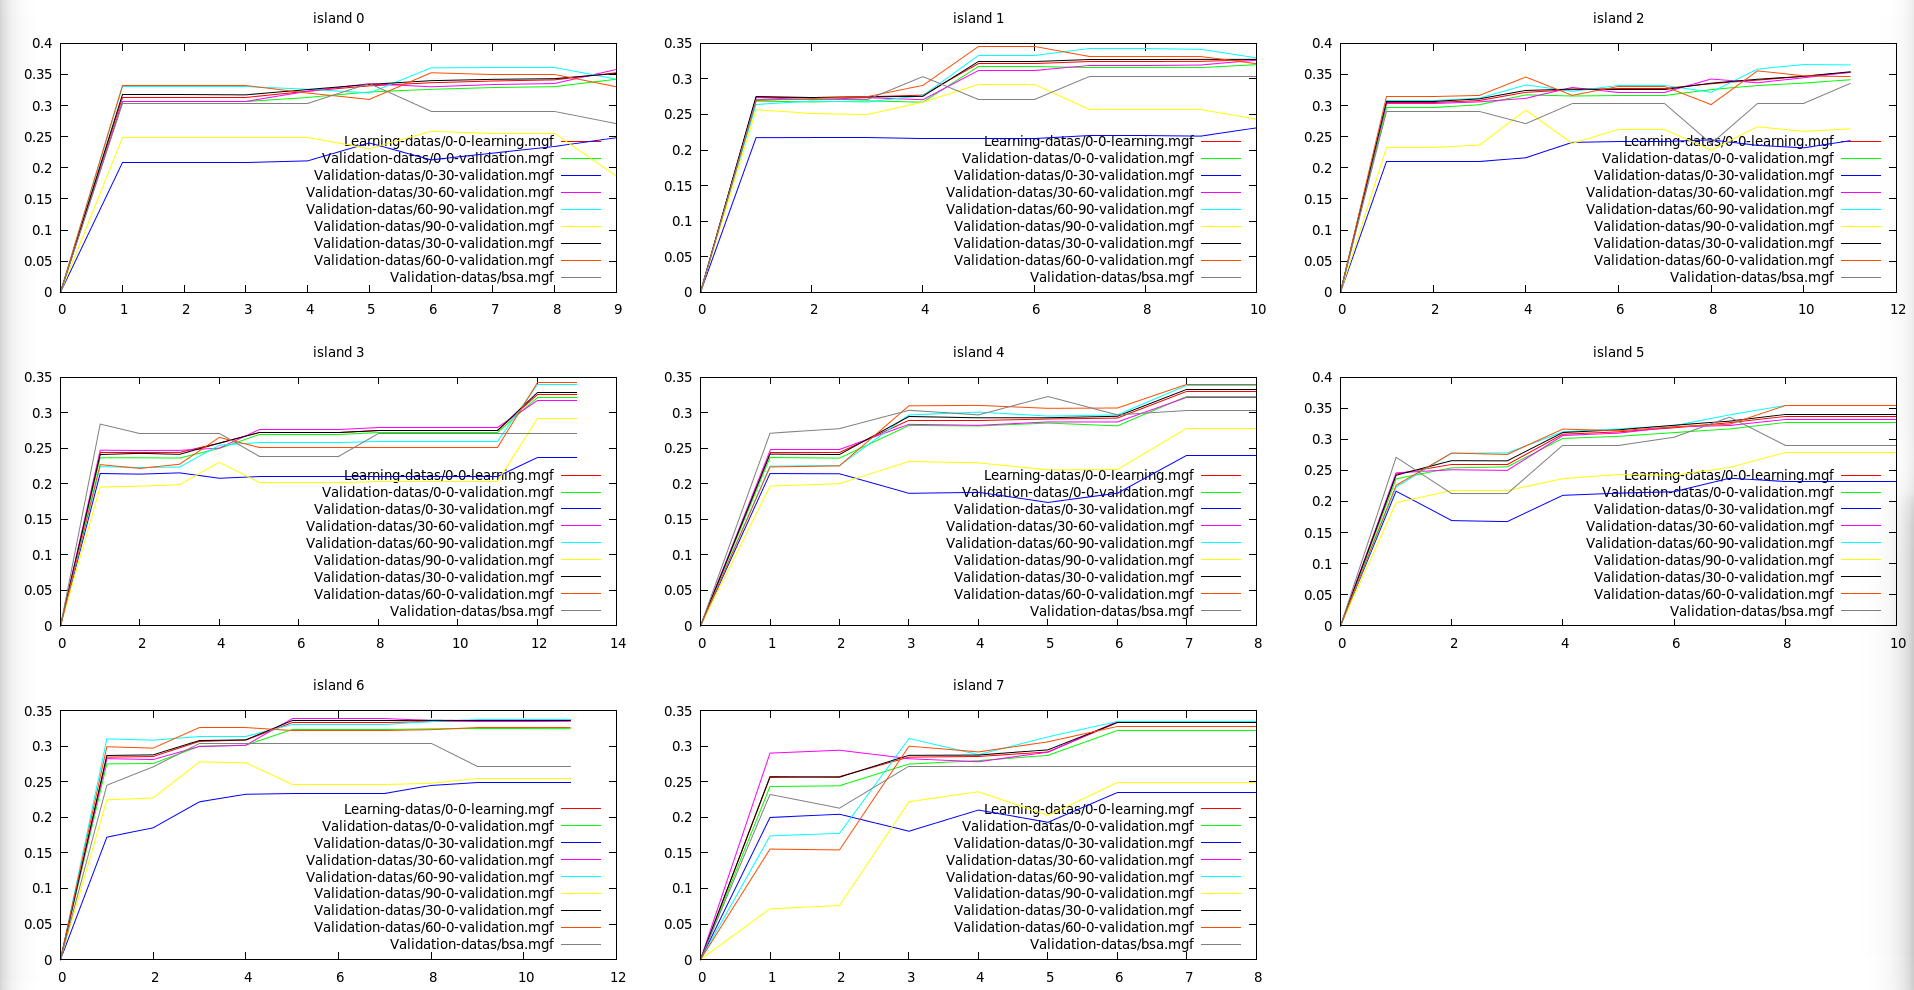 island 0
0.4
0.35
0.3
0.25
0.2
0.15
0.1
0.05
0
Learning-datas/0-0-learning.mgf
Validation-datas/0-0-validation.mgf
Validation-datas/0-30-validation.mgf
Validation-datas/30-60-validation.mgf
Validation-datas/60-90-validation.mgf
Validation-datas/90-0-validation.mgf
Validation-datas/30-0-validation.mgf
Validation-datas/60-0-validation.mgf
Validation-datas/bsa.mgf
0 1 2 3 4 5 6 7 8 9
island 1
0.35
0.3
0.25
0.2
0.15
0.1
0.05
0
Learning-datas/0-0-learning.mgf
Validation-datas/0-0-validation.mgf
Validation-datas/0-30-validation.mgf
Validation-datas/30-60-validation.mgf
Validation-datas/60-90-validation.mgf
Validation-datas/90-0-validation.mgf
Validation-datas/30-0-validation.mgf
Validation-datas/60-0-validation.mgf
Validation-datas/bsa.mgf
0 2 4 6 8 10
island 2
0.4
0.35
0.3
0.25
0.2
0.15
0.1
0.05
0
Learning-datas/0-0-learning.mgf
Validation-datas/0-0-validation.mgf
Validation-datas/0-30-validation.mgf
Validation-datas/30-60-validation.mgf
Validation-datas/60-90-validation.mgf
Validation-datas/90-0-validation.mgf
Validation-datas/30-0-validation.mgf
Validation-datas/60-0-validation.mgf
Validation-datas/bsa.mgf
0 2 4 6 8 10 12
island 3
0.35
0.3
0.25
0.2
0.15
0.1
0.05
0
Learning-datas/0-0-learning.mgf
Validation-datas/0-0-validation.mgf
Validation-datas/0-30-validation.mgf
Validation-datas/30-60-validation.mgf
Validation-datas/60-90-validation.mgf
Validation-datas/90-0-validation.mgf
Validation-datas/30-0-validation.mgf
Validation-datas/60-0-validation.mgf
Validation-datas/bsa.mgf
0 2 4 6 8 10 12 14
island 4
0.35
0.3
0.25
0.2
0.15
0.1
0.05
0
Learning-datas/0-0-learning.mgf
Validation-datas/0-0-validation.mgf
Validation-datas/0-30-validation.mgf
Validation-datas/30-60-validation.mgf
Validation-datas/60-90-validation.mgf
Validation-datas/90-0-validation.mgf
Validation-datas/30-0-validation.mgf
Validation-datas/60-0-validation.mgf
Validation-datas/bsa.mgf
0 1 2 3 4 5 6 7 8
island 5
0.4
0.35
0.3
0.25
0.2
0.15
0.1
0.05
0
Learning-datas/0-0-learning.mgf
Validation-datas/0-0-validation.mgf
Validation-datas/0-30-validation.mgf
Validation-datas/30-60-validation.mgf
Validation-datas/60-90-validation.mgf
Validation-datas/90-0-validation.mgf
Validation-datas/30-0-validation.mgf
Validation-datas/60-0-validation.mgf
Validation-datas/bsa.mgf
0 2 4 6 8 10
island 6
0.35
0.3
0.25
0.2
0.15
0.1
0.05
0
Learning-datas/0-0-learning.mgf
Validation-datas/0-0-validation.mgf
Validation-datas/0-30-validation.mgf
Validation-datas/30-60-validation.mgf
Validation-datas/60-90-validation.mgf
Validation-datas/90-0-validation.mgf
Validation-datas/30-0-validation.mgf
Validation-datas/60-0-validation.mgf
Validation-datas/bsa.mgf
0 2 4 6 8 10 12
island 7
0.35
0.3
0.25
0.2
0.15
0.1
0.05
0
Learning-datas/0-0-learning.mgf
Validation-datas/0-0-validation.mgf
Validation-datas/0-30-validation.mgf
Validation-datas/30-60-validation.mgf
Validation-datas/60-90-validation.mgf
Validation-datas/90-0-validation.mgf
Validation-datas/30-0-validation.mgf
Validation-datas/60-0-validation.mgf
Validation-datas/bsa.mgf
0 1 2 3 4 5 6 7 8